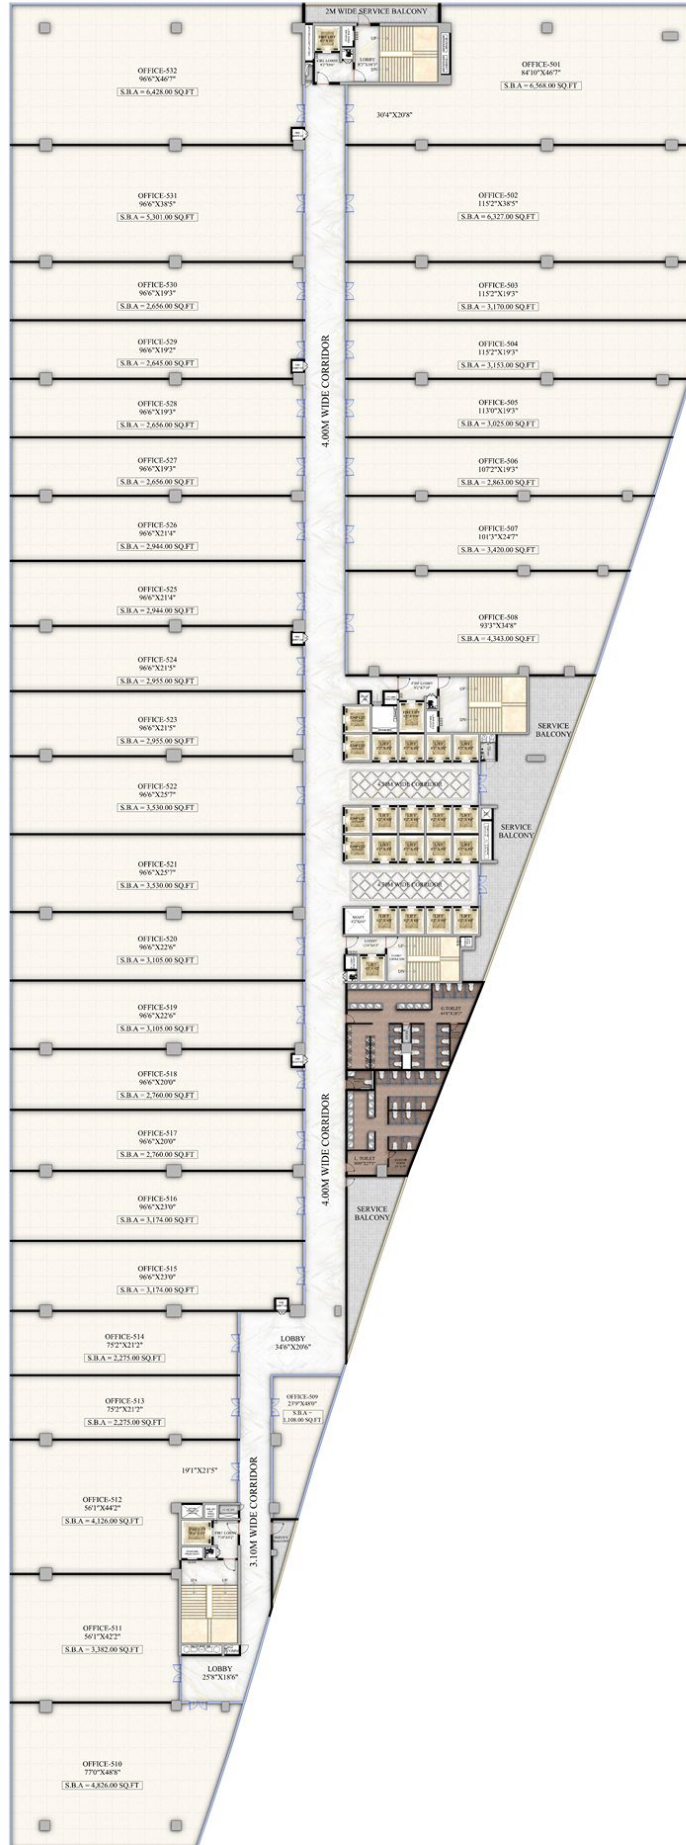 2M WIDE SERVICE BALCONY
OFFICE-532
96'6"X46'7"
S.B.A = 6,428.00 SQ.FT
LOBBY
UP
DN
OFFICE-501
84'10"X46'7"
S.B.A = 6,568.00 SQ.FT
30'4"X20'8"
OFFICE-531
96'6"X38'5"
S.B.A = 5,301.00 SQ.FT
OFFICE-502
115'2"X38'5"
S.B.A = 6,327.00 SQ.FT
OFFICE-530
96'6"X19'3"
S.B.A = 2,656.00 SQ.FT
OFFICE-503
115'2"X19'3"
S.B.A = 3,170.00 SQ.FT
OFFICE-529
96'6"X19'2"
S.B.A = 2,645.00 SQ.FT
OFFICE-504
115'2"X19'3"
S.B.A = 3,153.00 SQ.FT
4.00M WIDE CORRIDOR
OFFICE-528
96'6"X19'3"
S.B.A = 2,656.00 SQ.FT
OFFICE-505
113'0"X19'3"
S.B.A = 3,025.00 SQ.FT
OFFICE-527
96'6"X19'3"
S.B.A = 2,656.00 SQ.FT
OFFICE-506
107'2"X19'3"
S.B.A = 2,863.00 SQ.FT
OFFICE-526
96'6"X21'4"
S.B.A = 2,944.00 SQ.FT
OFFICE-507
101'3"X24'7"
S.B.A = 3,420.00 SQ.FT
OFFICE-525
96'6"X21'4"
S.B.A = 2,944.00 SQ.FT
OFFICE-508
93'3"X34'8"
S.B.A = 4,343.00 SQ.FT
OFFICE-524
96'6"X21'5"
S.B.A = 2,955.00 SQ.FT
UP
DN
OFFICE-523
96'6"X21'5"
S.B.A = 2,955.00 SQ.FT
SERVICE
BALCONY
OFFICE-522
96'6"X25'7"
S.B.A = 3,530.00 SQ.FT
WIDE CORRIDOR
SERVICE
BALCONY
OFFICE-521
96'6"X25'7"
S.B.A = 3,530.00 SQ.FT
WIDE CORRIDOR
OFFICE-520
96'6"X22'6"
S.B.A = 3,105.00 SQ.FT
OFFICE-519
96'6"X22'6"
S.B.A = 3,105.00 SQ.FT
OFFICE-518
96'6"X20'0"
S.B.A = 2,760.00 SQ.FT
OFFICE-517
96'6"X20'0"
S.B.A = 2,760.00 SQ.FT
4.00M WIDE CORRIDOR
L. TOILET
OFFICE-516
96'6"X23'0"
S.B.A = 3,174.00 SQ.FT
SERVICE
BALCONY
OFFICE-515
96'6"X23'0"
S.B.A = 3,174.00 SQ.FT
OFFICE-514
75'2"X21'2"
S.B.A = 2,275.00 SQ.FT
LOBBY
34'6"X20'6"
OFFICE-513
75'2"X21'2"
S.B.A = 2,275.00 SQ.FT
OFFICE-509
23'9"X48'0"
S.B.A =
1,108.00 SQ.FT
19'1"X21'5"
OFFICE-512
56'1"X44'2"
S.B.A = 4,126.00 SQ.FT
3.10M WIDE CORRIDOR
OFFICE-511
56'1"X42'2"
S.B.A = 3,382.00 SQ.FT
LOBBY
25'8"X18'6"
OFFICE-510
77'0"X48'8"
S.B.A = 4,826.00 SQ.FT